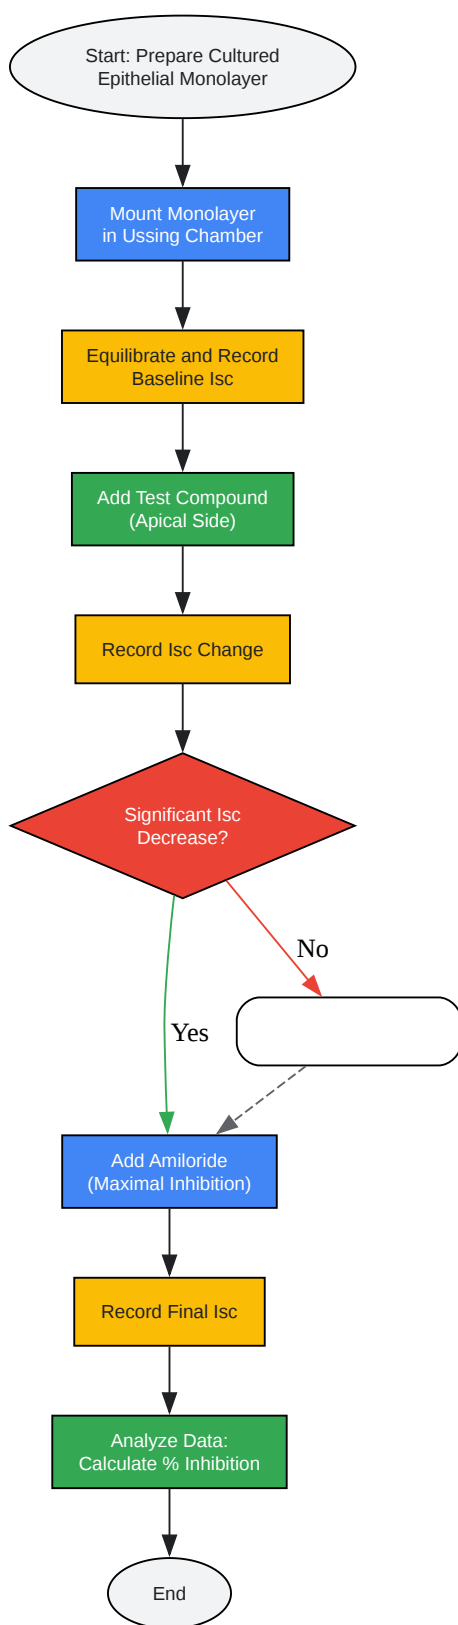 Start: Prepare Cultured
Epithelial Monolayer
Mount Monolayer
in Ussing Chamber
Equilibrate and Record
Baseline Isc
Add Test Compound
(Apical Side)
Record Isc Change
Significant Isc
Decrease?
No
Yes
Add Amiloride
(Maximal Inhibition)
Record Final Isc
Analyze Data:
Calculate % Inhibition
End